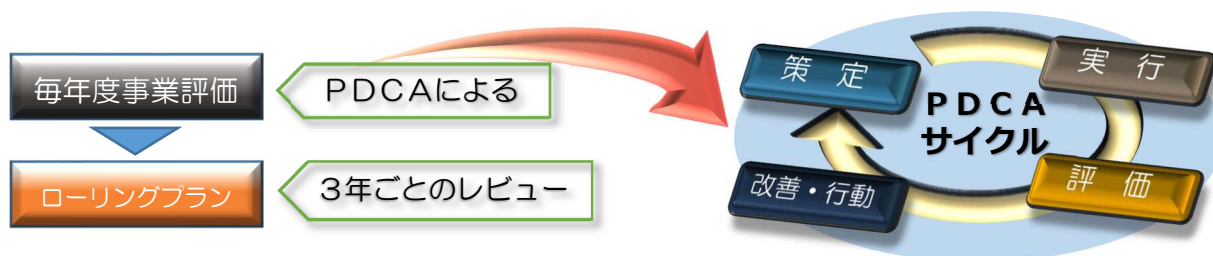 毎年度事業評価
PDCAによる
ローリングプラン
3年ごとのレビュー
策 定
実 行
PDCA
サイクル
改善・行動
評 価